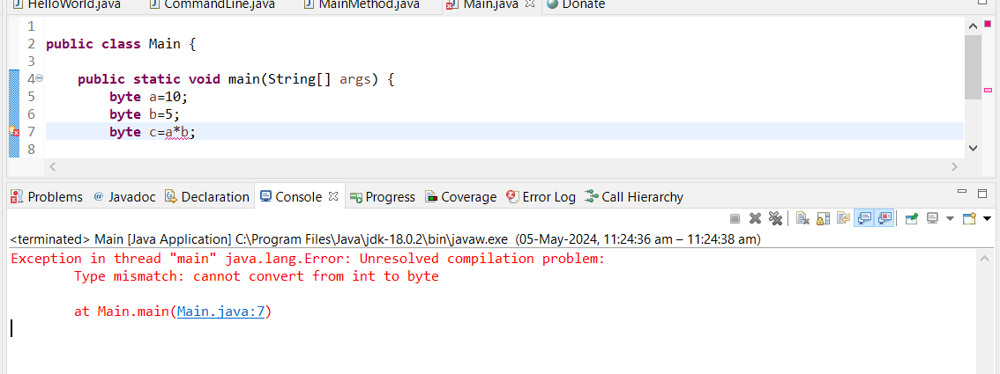 HelloWorld.java CommandLine.java MainMethod.java Main.java Donate
1
2 public class Main {
3
4 public static void main(String[] args) {
5 byte a=10;
6 byte b=5;
7 byte c=a*b;
8
Problems @ Javadoc Declaration Console Progress Coverage Error Log Call Hierarchy
<terminated> Main [Java Application] C:\Program Files\Java\jdk-18.0.2\bin\javaw.exe (05-May-2024, 11:24:36 am – 11:24:38 am)
Exception in thread "main" java.lang.Error: Unresolved compilation problem:
Type mismatch: cannot convert from int to byte
at Main.main(Main.java:7)